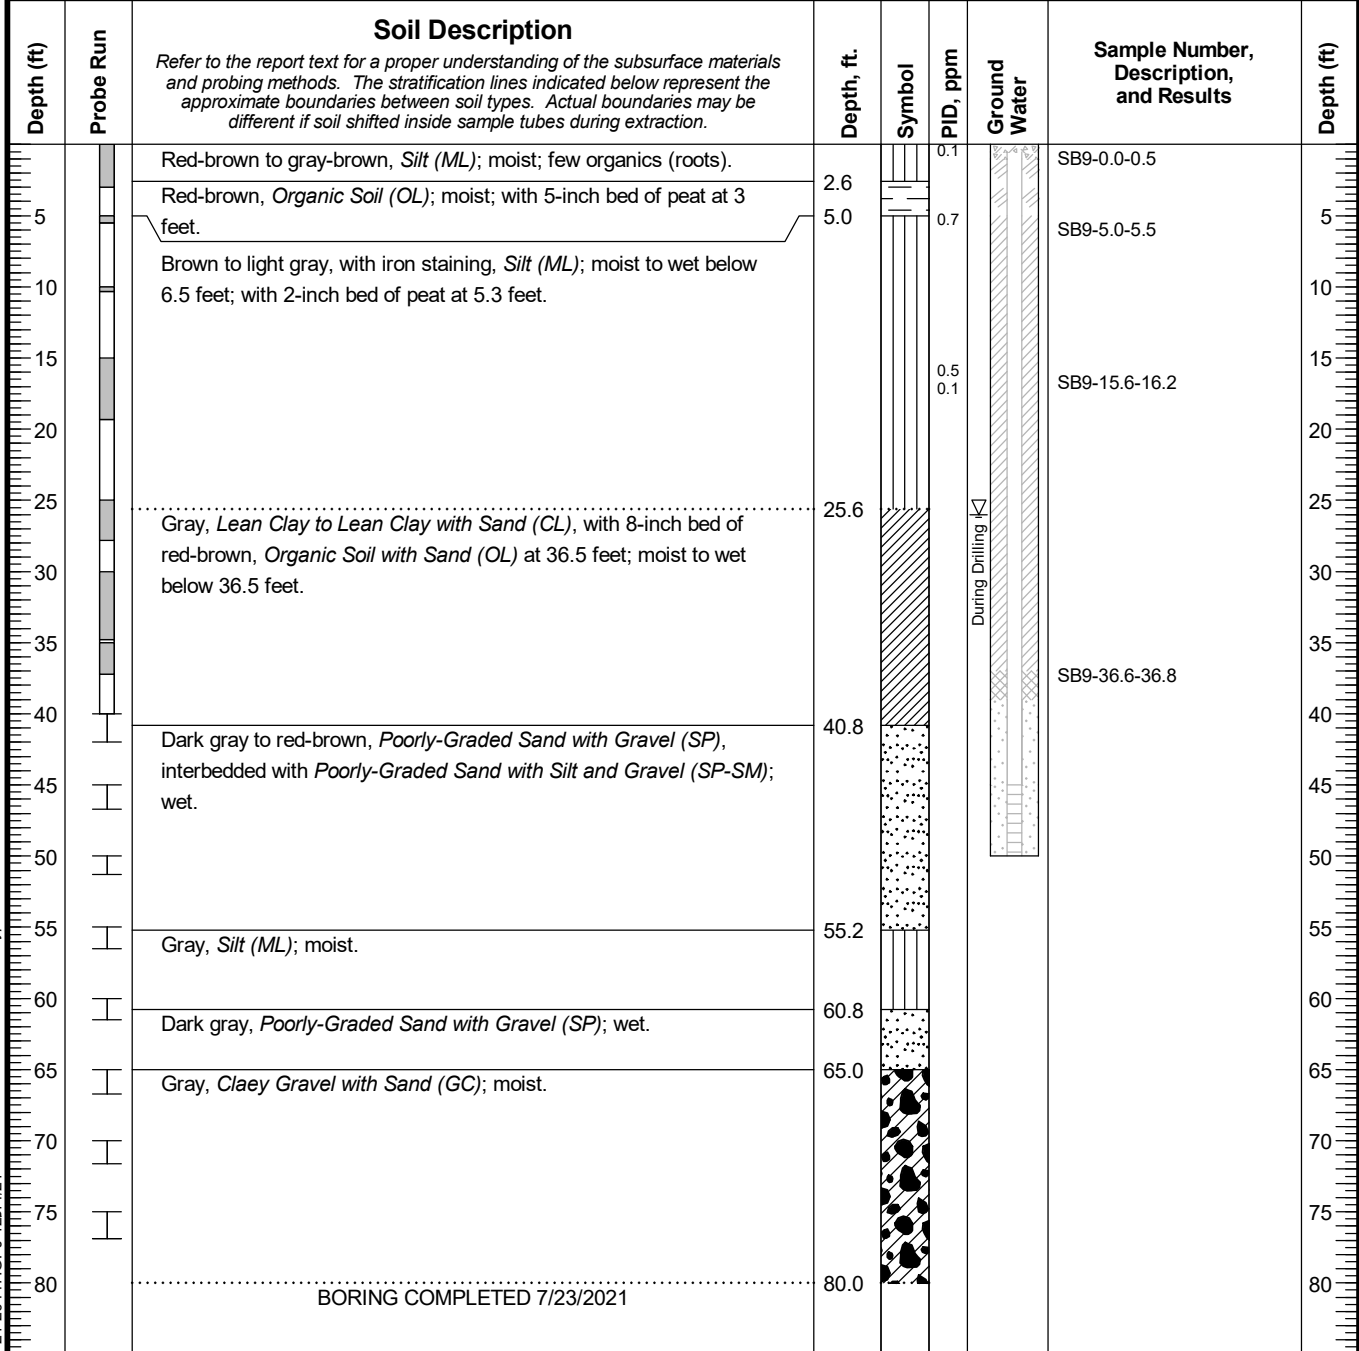 Depth (ft)
Probe Run
Soil Description
Refer to the report text for a proper understanding of the subsurface materials
and probing methods. The stratification lines indicated below represent the
approximate boundaries between soil types. Actual boundaries may be
different if soil shifted inside sample tubes during extraction.
Depth, ft.
Symbol
PID, ppm
Ground
Water
Sample Number,
Description,
and Results
Depth (ft)
Red-brown to gray-brown, Silt (ML); moist; few organics (roots).
0.1
SB9-0.0-0.5
2.6
Red-brown, Organic Soil (OL); moist; with 5-inch bed of peat at 3
feet.
5
5.0
0.7
SB9-5.0-5.5
5
Brown to light gray, with iron staining, Silt (ML); moist to wet below
6.5 feet; with 2-inch bed of peat at 5.3 feet.
10
10
15
15
0.5
0.1
SB9-15.6-16.2
20
20
25
25.6
25
Gray, Lean Clay to Lean Clay with Sand (CL), with 8-inch bed of
red-brown, Organic Soil with Sand (OL) at 36.5 feet; moist to wet
below 36.5 feet.
During Drilling
30
30
35
35
SB9-36.6-36.8
40
40.8
40
Dark gray to red-brown, Poorly-Graded Sand with Gravel (SP),
interbedded with Poorly-Graded Sand with Silt and Gravel (SP-SM);
wet.
45
45
50
50
55
55.2
55
Gray, Silt (ML); moist.
60
60.8
60
Dark gray, Poorly-Graded Sand with Gravel (SP); wet.
65
65.0
65
Gray, Claey Gravel with Sand (GC); moist.
70
70
75
75
80
80.0
80
BORING COMPLETED 7/23/2021